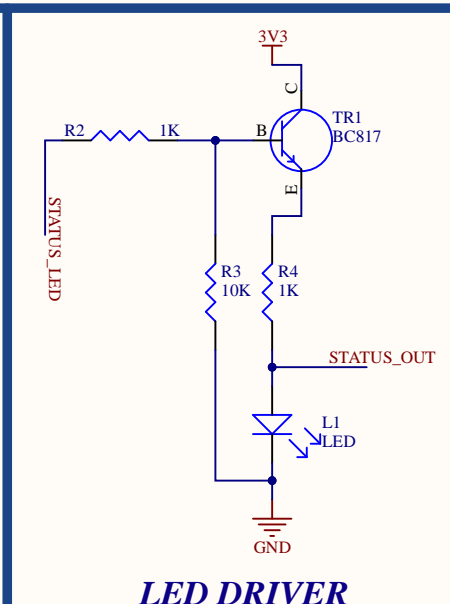 3V3
C
TR1
BC817
B
R2 1K
E
STATUS_LED
R3
10K
R4
1K
STATUS_OUT
L1
LED
GND
LED DRIVER